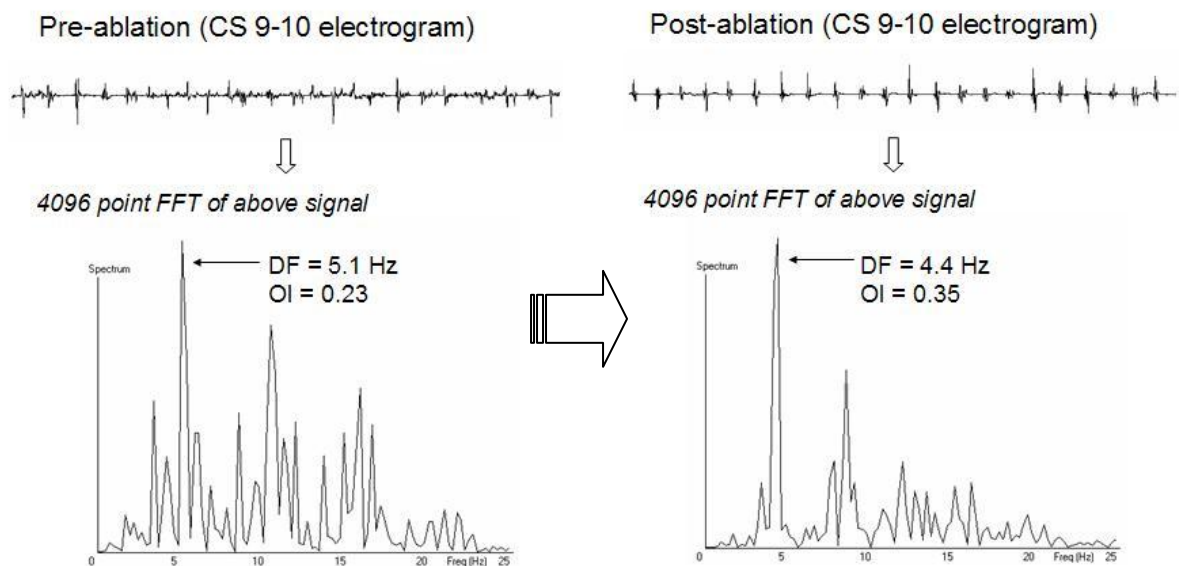 Pre-ablation (CS 9-10 electrogram)
4096 point FFT of above signal
Spectrum
DF = 5.1 Hz
OI = 0.23
0 5 10 15 20 Freq (Hz) 25
Post-ablation (CS 9-10 electrogram)
4096 point FFT of above signal
Spectrum
DF = 4.4 Hz
OI = 0.35
0 5 10 15 20 Freq (Hz) 25